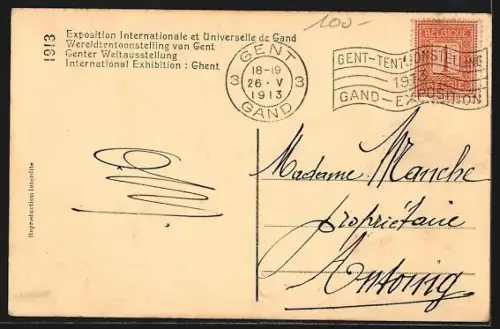 1913
Exposition Internationale et Universelle de Gand
Wereldtentoonstelling van Gent
Genter Weltausstellung
International Exhibition : Ghent
100-
GENT
3 18-19 3
26 · V
1913
GAND
GENT-TENTOONSTELLING
1913
GAND-EXPOSITION
BELGIQUE
Madame Manche
propriétaire
Antoing
Reproduction Interdite